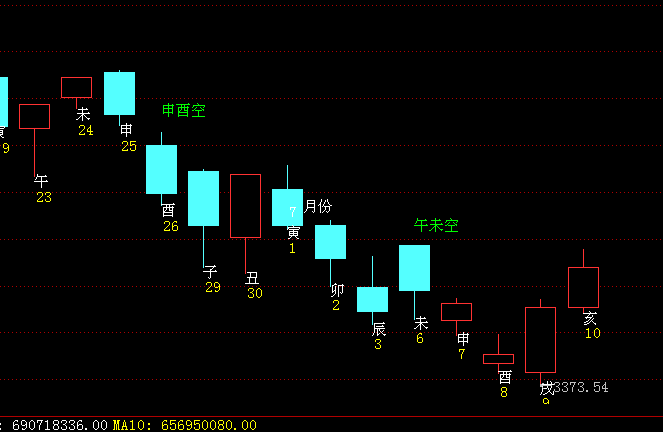 9
午
23
未
24
申
25
申酉空
酉
26
子
29
丑
30
7 月份
寅
1
卯
2
辰
3
午未空
未
6
申
7
酉
8
戌
9
3373.54
亥
10
: 690718336.00 MA10: 656950080.00